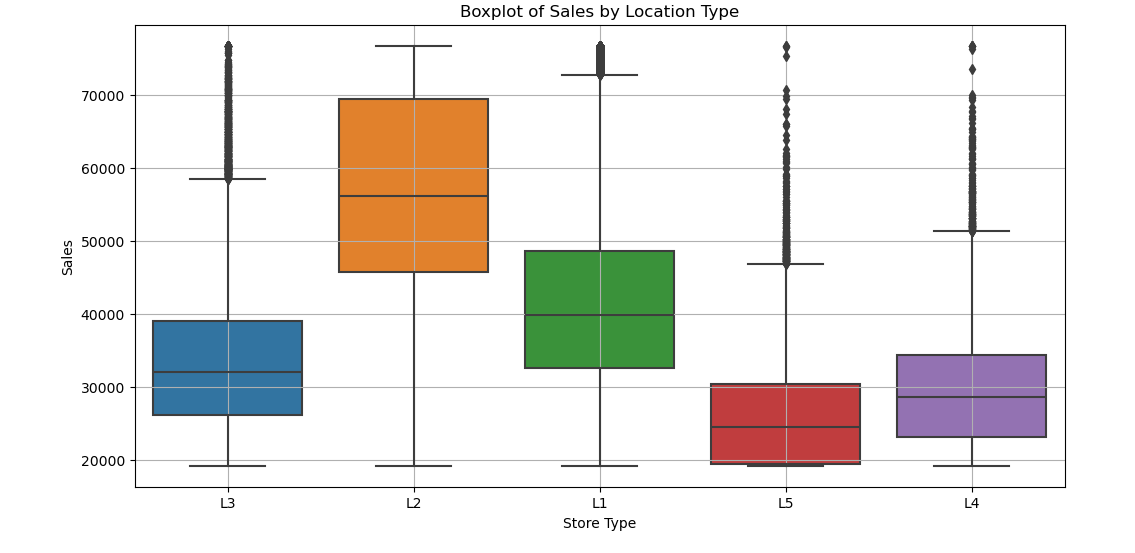 Boxplot of Sales by Location Type
Sales
70000
60000
50000
40000
30000
20000
L3 L2 L1 L5 L4
Store Type